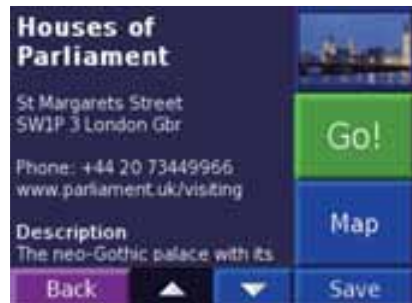 Houses of
Parliament
St Margarets Street
SW1P 3 London Gbr
Phone: +44 20 73449966
www.parliament.uk/visiting
Description
The neo-Gothic palace with its
Go!
Map
Back
Save